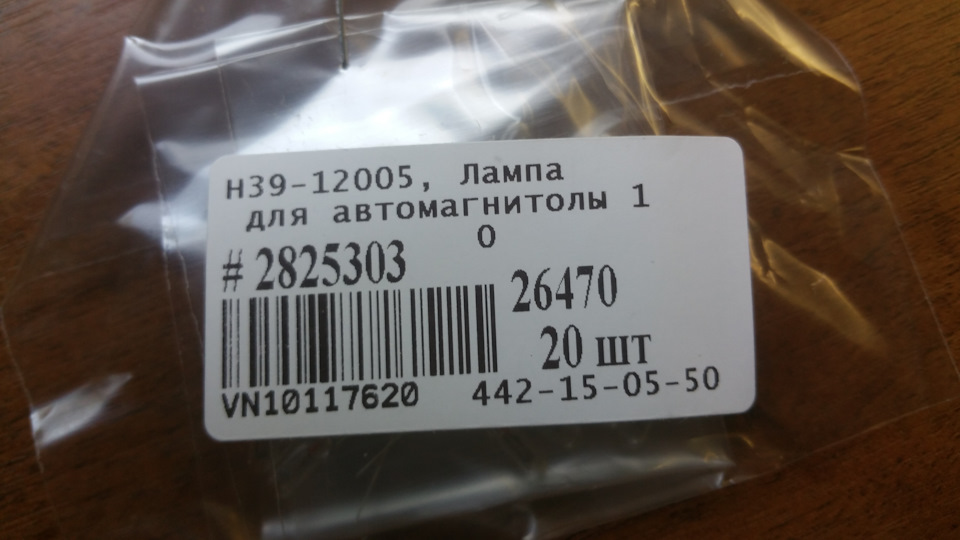 H39-12005, Лампа
для автомагнитолы 1
0
# 2825303
26470
20 шт
VN10117620 442-15-05-50